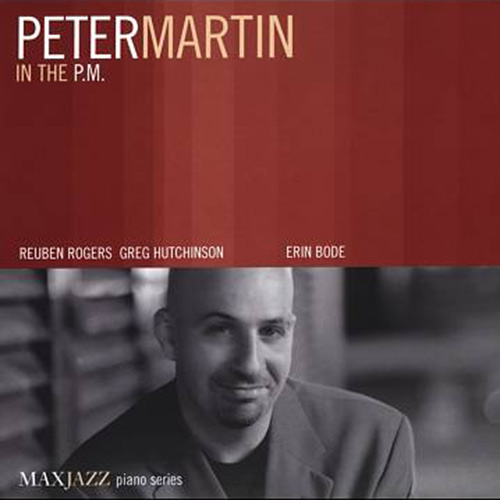 PETERMARTIN
IN THE P.M.
REUBEN ROGERS GREG HUTCHINSON ERIN BODE
MAXJAZZ piano series